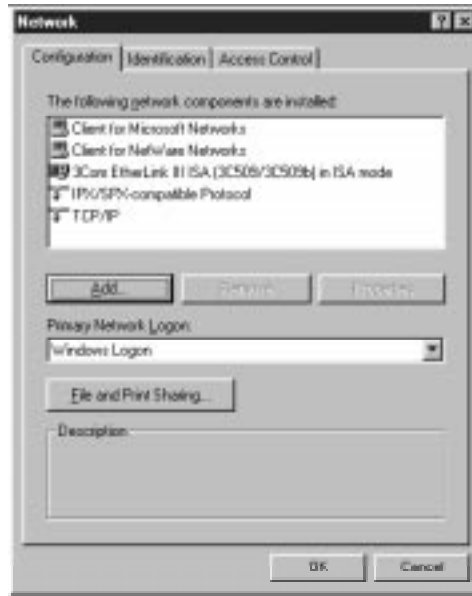 Network
Configuration Identification Access Control
The following network components are installed:
Client for Microsoft Networks
Client for NetWare Networks
3Com EtherLink III ISA (3C509/3C509b) in ISA mode
IPX/SPX-compatible Protocol
TCP/IP
Add... Remove Properties
Primary Network Logon:
Windows Logon
File and Print Sharing...
Description
OK Cancel